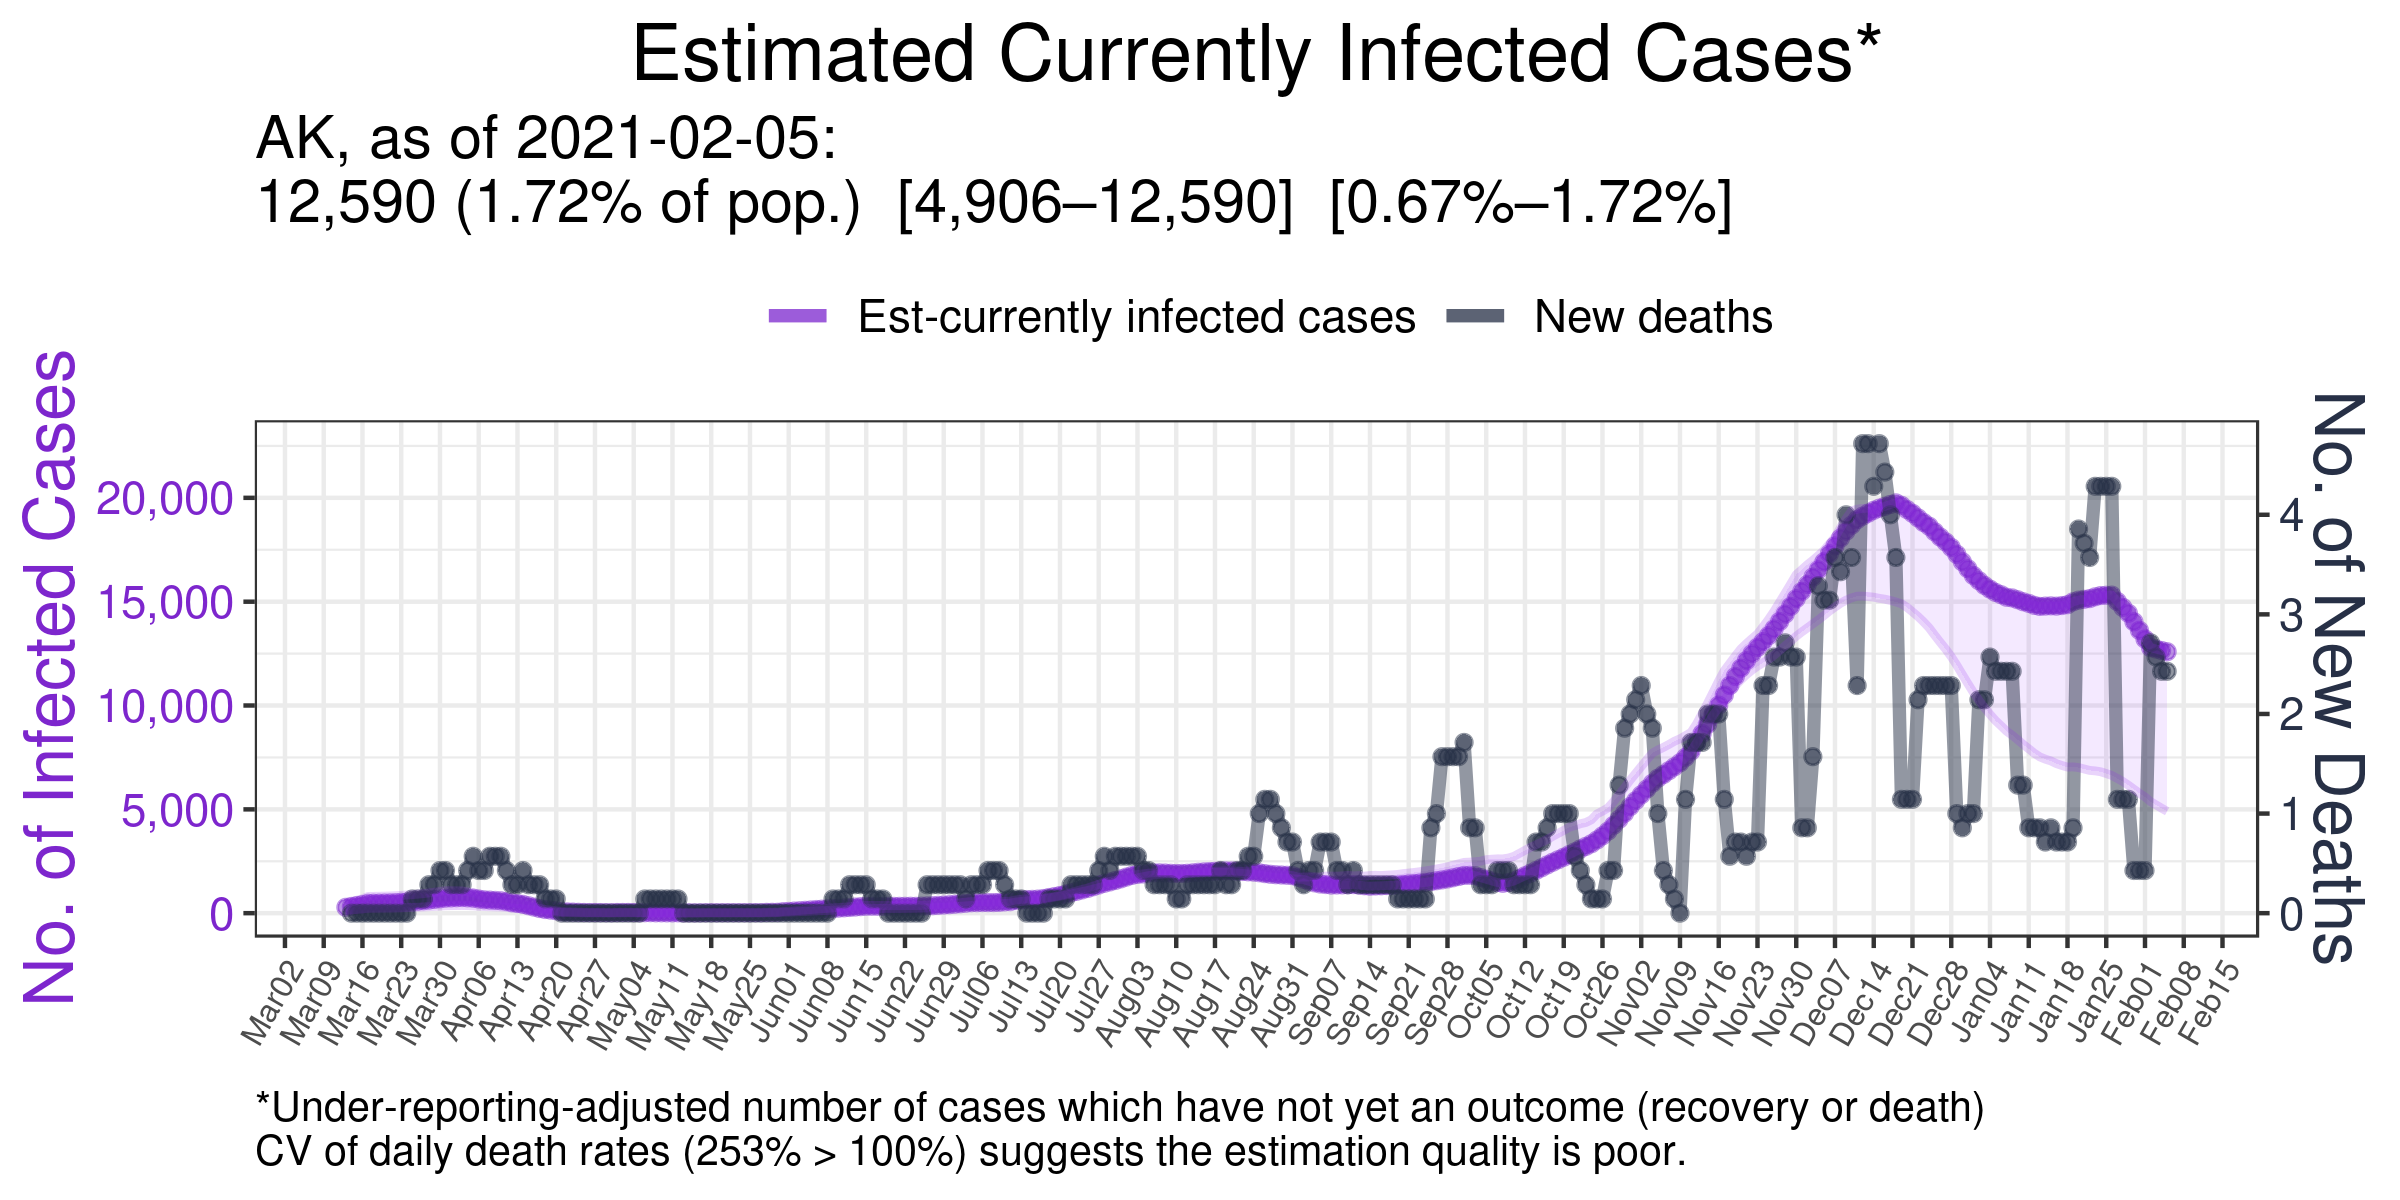 Estimated Currently Infected Cases*
AK, as of 2021-02-05:
12,590 (1.72% of pop.) [4,906–12,590] [0.67%–1.72%]
Est-currently infected cases New deaths
No. of Infected Cases
20,000
15,000
10,000
5,000
0
4
3
2
1
0
No. of New Deaths
Mar02 Mar09 Mar16 Mar23 Mar30 Apr06 Apr13 Apr20 Apr27 May04 May11 May18 May25 Jun01 Jun08 Jun15 Jun22 Jun29 Jul06 Jul13 Jul20 Jul27 Aug03 Aug10 Aug17 Aug24 Aug31 Sep07 Sep14 Sep21 Sep28 Oct05 Oct12 Oct19 Oct26 Nov02 Nov09 Nov16 Nov23 Nov30 Dec07 Dec14 Dec21 Dec28 Jan04 Jan11 Jan18 Jan25 Feb01 Feb08 Feb15
*Under-reporting-adjusted number of cases which have not yet an outcome (recovery or death)
CV of daily death rates (253% > 100%) suggests the estimation quality is poor.